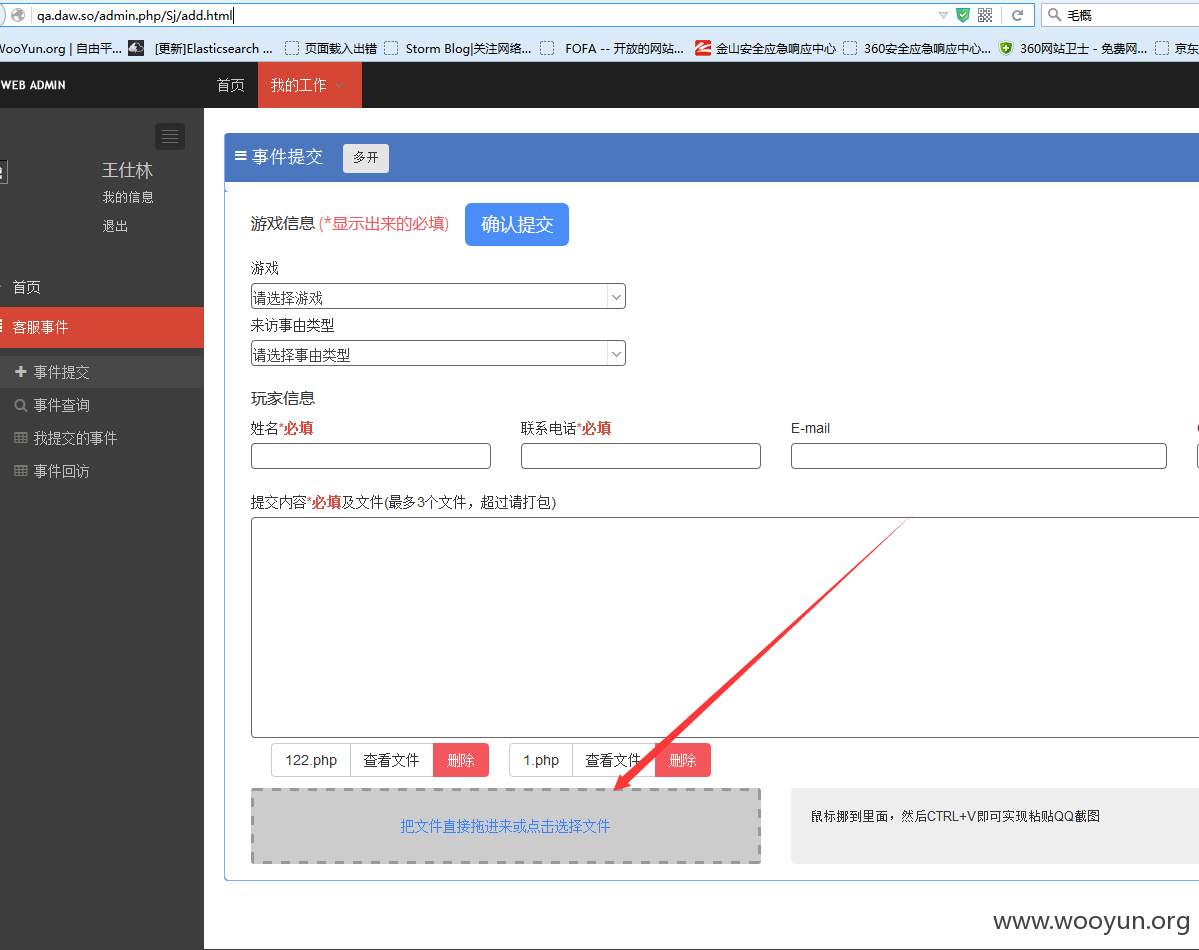 qa.daw.so/admin.php/Sj/add.html
毛概
WooYun.org | 自由平... [更新]Elasticsearch ... 页面载入出错 Storm Blog|关注网络... FOFA -- 开放的网站... 金山安全应急响应中心 360安全应急响应中心... 360网站卫士 - 免费网... 京东
WEB ADMIN 首页 我的工作
王仕林
我的信息
退出
首页
客服事件
事件提交
事件查询
我提交的事件
事件回访
事件提交 多开
游戏信息 (*显示出来的必填) 确认提交
游戏
请选择游戏
来访事由类型
请选择事由类型
玩家信息
姓名*必填 联系电话*必填 E-mail
提交内容*必填及文件(最多3个文件，超过请打包)
122.php 查看文件 删除 1.php 查看文件 删除
把文件直接拖进来或点击选择文件
鼠标挪到里面，然后CTRL+V即可实现粘贴QQ截图
www.wooyun.org